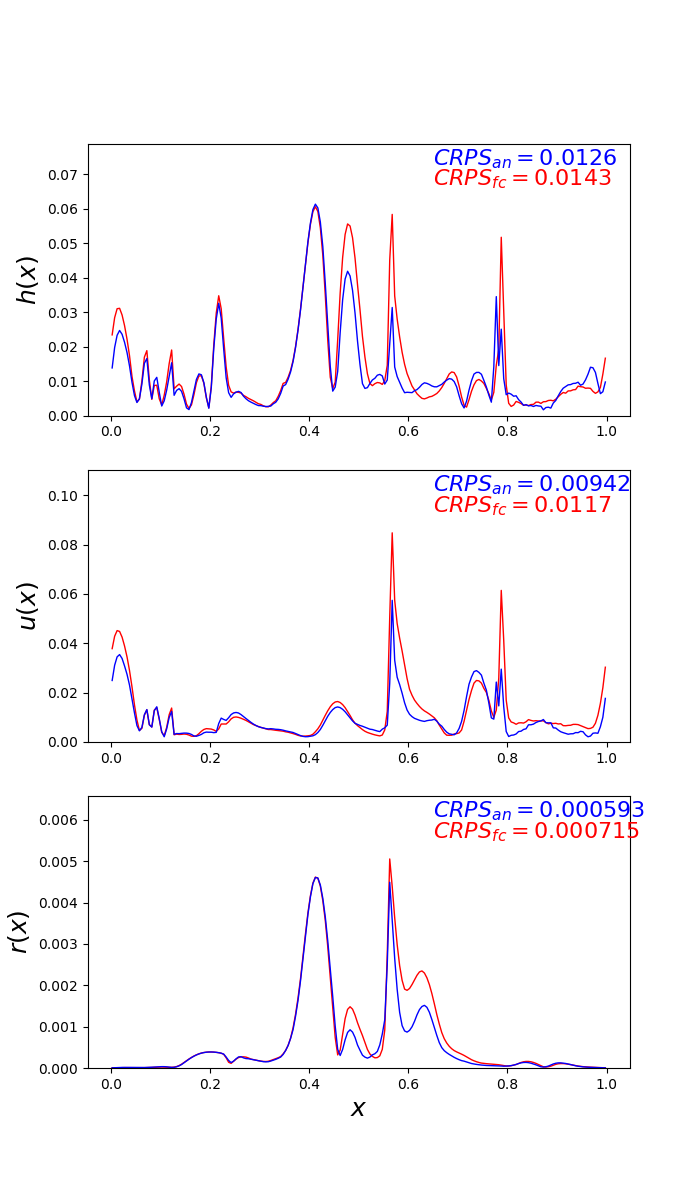 CRPS_an = 0.0126
CRPS_fc = 0.0143
0.07
0.06
0.05
0.04
0.03
0.02
0.01
0.00
h(x)
0.0 0.2 0.4 0.6 0.8 1.0
CRPS_an = 0.00942
CRPS_fc = 0.0117
0.10
0.08
0.06
0.04
0.02
0.00
u(x)
0.0 0.2 0.4 0.6 0.8 1.0
CRPS_an = 0.000593
CRPS_fc = 0.000715
0.006
0.005
0.004
0.003
0.002
0.001
0.000
r(x)
0.0 0.2 0.4 0.6 0.8 1.0
x